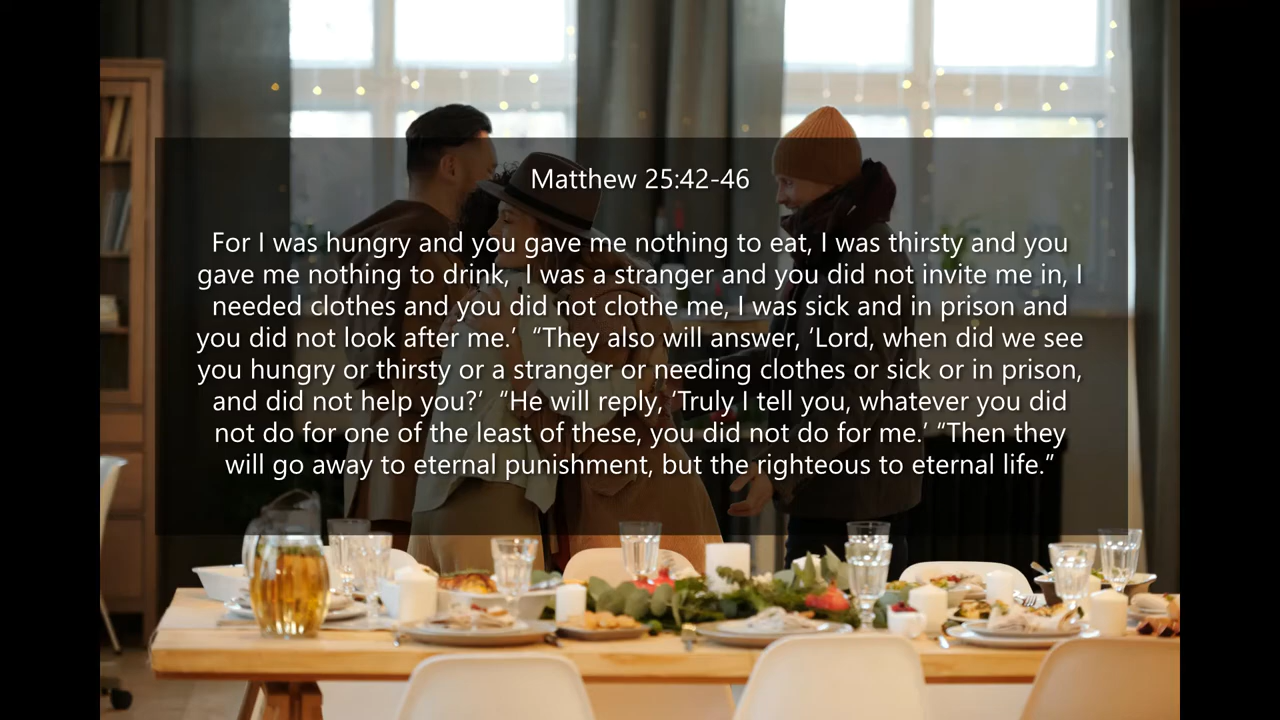 Matthew 25:42-46
For I was hungry and you gave me nothing to eat, I was thirsty and you
gave me nothing to drink,  I was a stranger and you did not invite me in, I
needed clothes and you did not clothe me, I was sick and in prison and
you did not look after me.’  “They also will answer, ‘Lord, when did we see
you hungry or thirsty or a stranger or needing clothes or sick or in prison,
and did not help you?’  “He will reply, ‘Truly I tell you, whatever you did
not do for one of the least of these, you did not do for me.’ “Then they
will go away to eternal punishment, but the righteous to eternal life.”